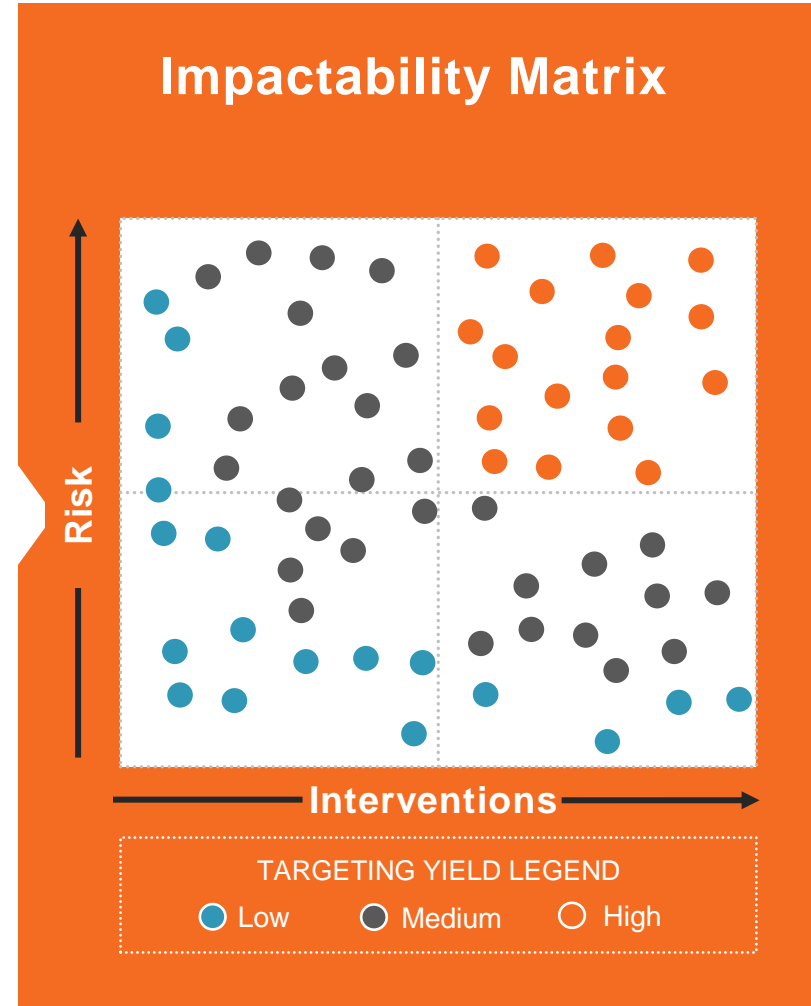 Impactability Matrix
Risk
Interventions
TARGETING YIELD LEGEND
Low Medium High